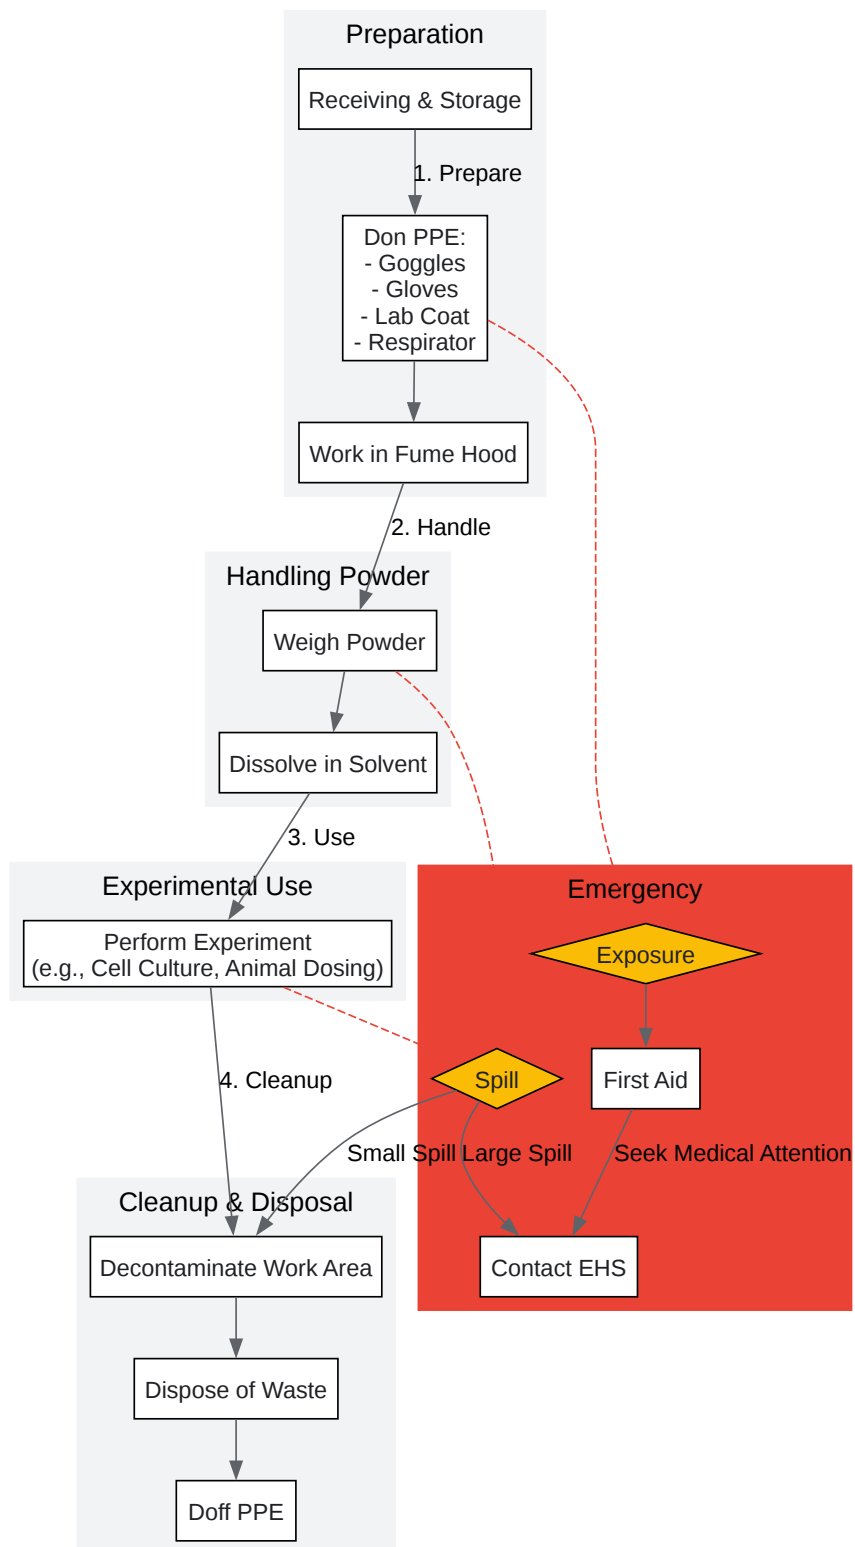 Preparation
Receiving & Storage
1. Prepare
Don PPE:
- Goggles
- Gloves
- Lab Coat
- Respirator
Work in Fume Hood
2. Handle
Handling Powder
Weigh Powder
Dissolve in Solvent
3. Use
Experimental Use
Perform Experiment
(e.g., Cell Culture, Animal Dosing)
4. Cleanup
Emergency
Exposure
Spill
First Aid
Small Spill
Large Spill
Seek Medical Attention
Contact EHS
Cleanup & Disposal
Decontaminate Work Area
Dispose of Waste
Doff PPE